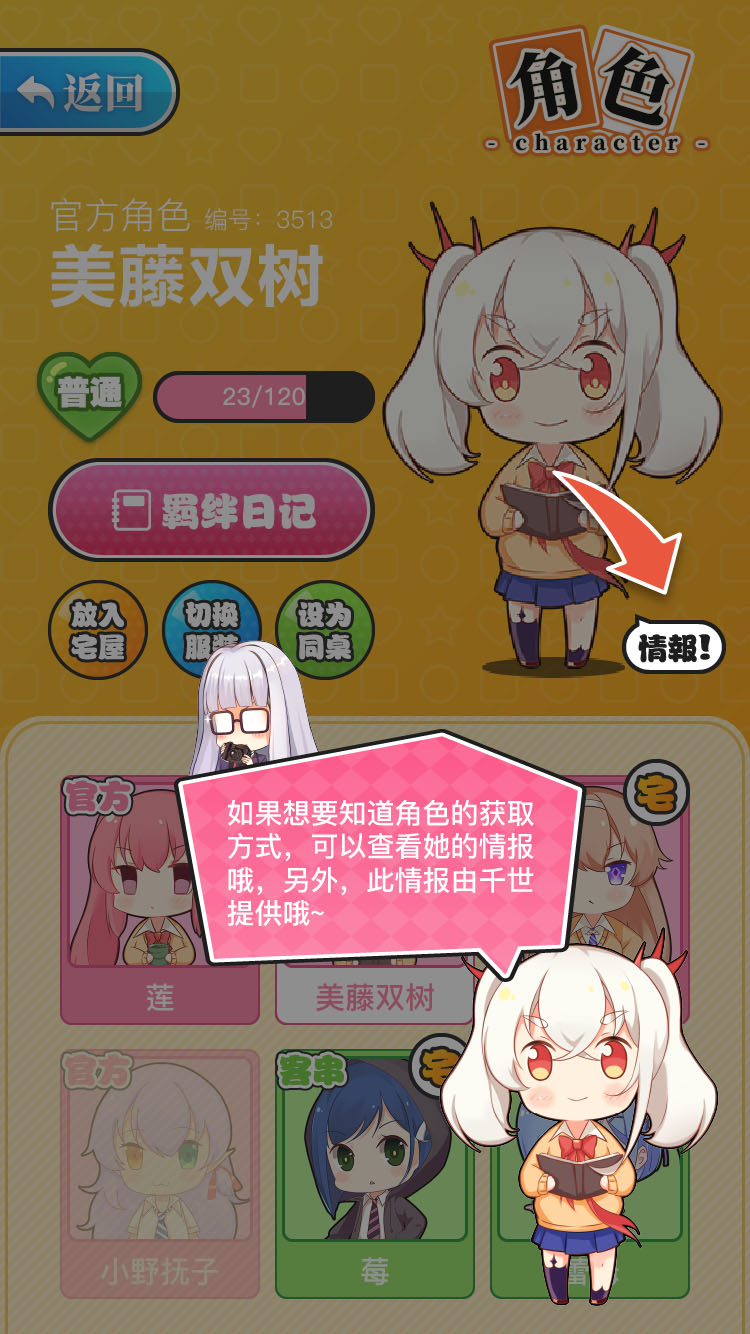 返回
角色
- character -
官方角色 编号：3513
美藤双树
普通
23/120
羁绊日记
放入
宅屋
切换
服装
设为
同桌
情報!
如果想要知道角色的获取
方式，可以查看她的情报
哦，另外，此情报由千世
提供哦~
官方
宅
莲
美藤双树
官方
客串
宅
小野抚子
莓